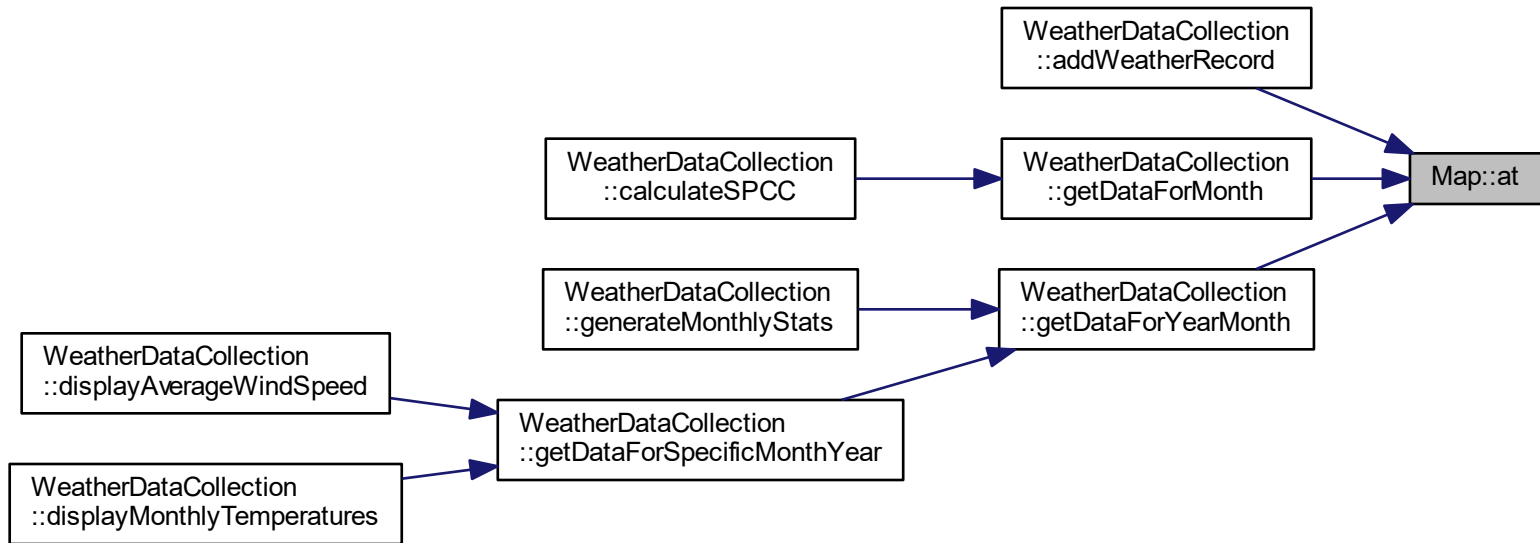 WeatherDataCollection
::addWeatherRecord
WeatherDataCollection
::calculateSPCC
WeatherDataCollection
::getDataForMonth
Map::at
WeatherDataCollection
::generateMonthlyStats
WeatherDataCollection
::getDataForYearMonth
WeatherDataCollection
::displayAverageWindSpeed
WeatherDataCollection
::getDataForSpecificMonthYear
WeatherDataCollection
::displayMonthlyTemperatures